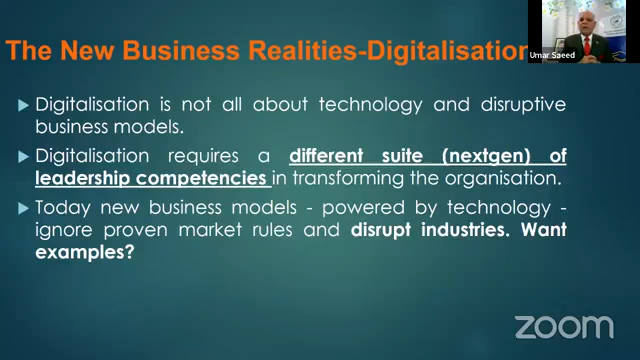 The New Business Realities-Digitalisation
Umar Saeed
Digitalisation is not all about technology and disruptive
business models.
Digitalisation requires a different suite (nextgen) of
leadership competencies in transforming the organisation.
Today new business models - powered by technology -
ignore proven market rules and disrupt industries. Want
examples?
zoom